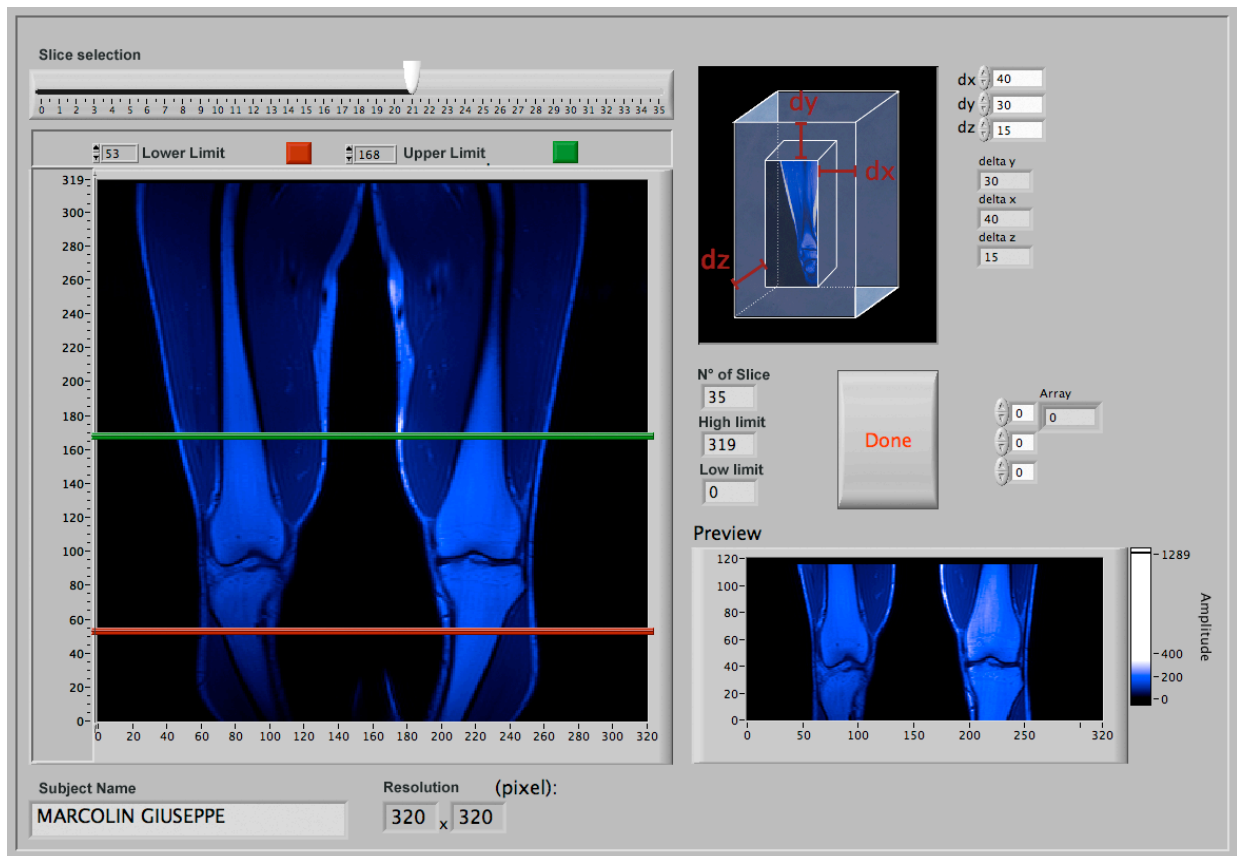 Slice selection
0 1 2 3 4 5 6 7 8 9 10 11 12 13 14 15 16 17 18 19 20 21 22 23 24 25 26 27 28 29 30 31 32 33 34 35
53 Lower Limit 168 Upper Limit
319
300
280
260
240
220
200
180
160
140
120
100
80
60
40
20
0
0 20 40 60 80 100 120 140 160 180 200 220 240 260 280 300 320
Subject Name
MARCOLIN GIUSEPPE
Resolution (pixel):
320 x 320
dy
dx
dz
dx 40
dy 30
dz 15
delta y
30
delta x
40
delta z
15
N° of Slice
35
High limit
319
Low limit
0
Done
Array
0 0
0
0
Preview
120
100
80
60
40
20
0
0 50 100 150 200 250 320
1289
400
200
0
Amplitude